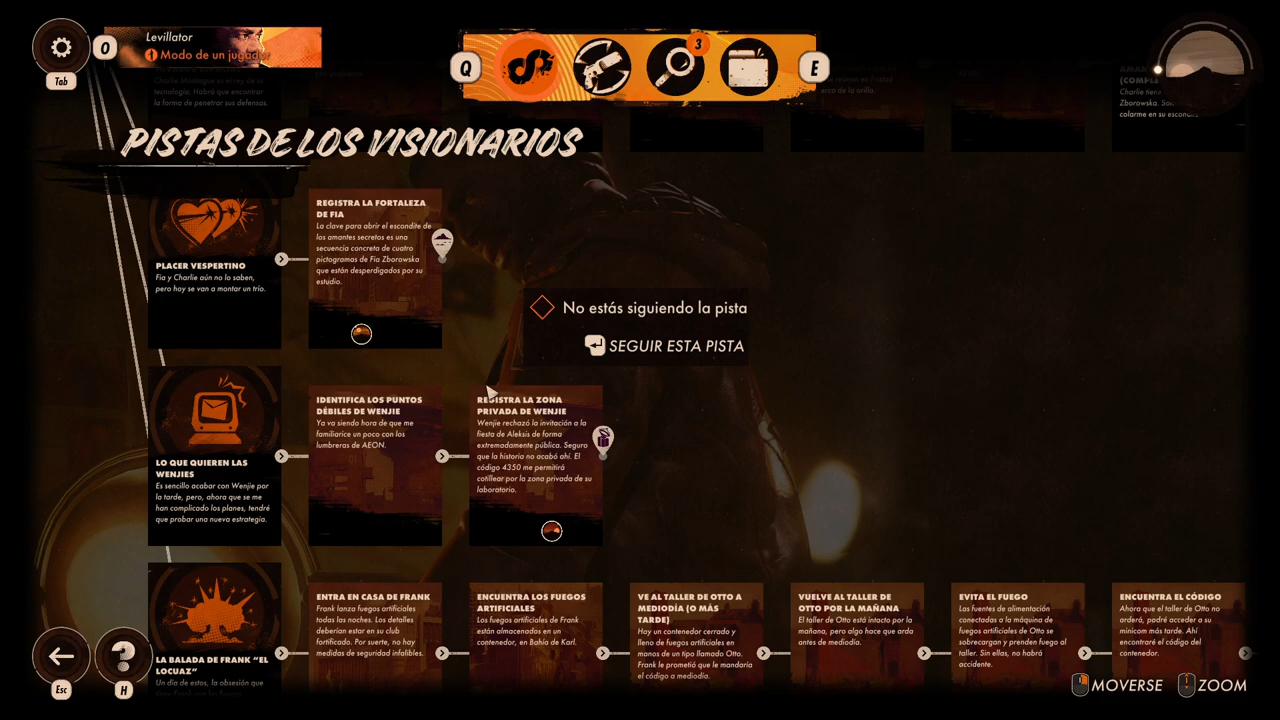 Levillator
Modo de un jugador
O
Tab
Q
3
E
Charlie Montague es el rey de la
tecnología. Habrá que encontrar
la forma de penetrar sus defensas.
Charlie tiene
Zborowska. Sol
colarme en su escond
PISTAS DE LOS VISIONARIOS
REGISTRA LA FORTALEZA
DE FIA
La clave para abrir el escondite de
los amantes secretos es una
secuencia concreta de cuatro
pictogramas de Fia Zborowska
que están desperdigados por su
estudio.
PLACER VESPERTINO
Fia y Charlie aún no lo saben,
pero hoy se van a montar un trío.
No estás siguiendo la pista
SEGUIR ESTA PISTA
IDENTIFICA LOS PUNTOS
DÉBILES DE WENJIE
Ya va siendo hora de que me
familiarice un poco con los
lumbreras de AEON.
REGISTRA LA ZONA
PRIVADA DE WENJIE
Wenjie rechazó la invitación a la
fiesta de Aleksis de forma
extremadamente pública. Seguro
que la historia no acabó ahí. El
código 4350 me permitirá
cotillear por la zona privada de su
laboratorio.
LO QUE QUIEREN LAS
WENJIES
Es sencillo acabar con Wenjie por
la tarde, pero, ahora que se me
han complicado los planes, tendré
que probar una nueva estrategia.
ENTRA EN CASA DE FRANK
Frank lanza fuegos artificiales
todas las noches. Los detalles
deberían estar en su club
fortificado. Por suerte, no hay
medidas de seguridad infalibles.
ENCUENTRA LOS FUEGOS
ARTIFICIALES
Los fuegos artificiales de Frank
están almacenados en un
contenedor, en Bahía de Karl.
VE AL TALLER DE OTTO A
MEDIODÍA (O MÁS
TARDE)
Hay un contenedor cerrado y
lleno de fuegos artificiales en
manos de un tipo llamado Otto.
Frank le prometió que le mandaría
el código a mediodía.
VUELVE AL TALLER DE
OTTO POR LA MAÑANA
El taller de Otto está intacto por la
mañana, pero algo hace que arda
antes de mediodía.
EVITA EL FUEGO
Las fuentes de alimentación
conectadas a la máquina de
fuegos artificiales de Otto se
sobrecargan y prenden fuego al
taller. Sin ellas, no habrá
accidente.
ENCUENTRA EL CÓDIGO
Ahora que el taller de Otto no
arderá, podré acceder a su
minicom más tarde. Ahí
encontraré el código del
contenedor.
LA BALADA DE FRANK "EL
LOCUAZ"
Un día de estos, la obsesión que
Esc
?
H
MOVERSE
ZOOM